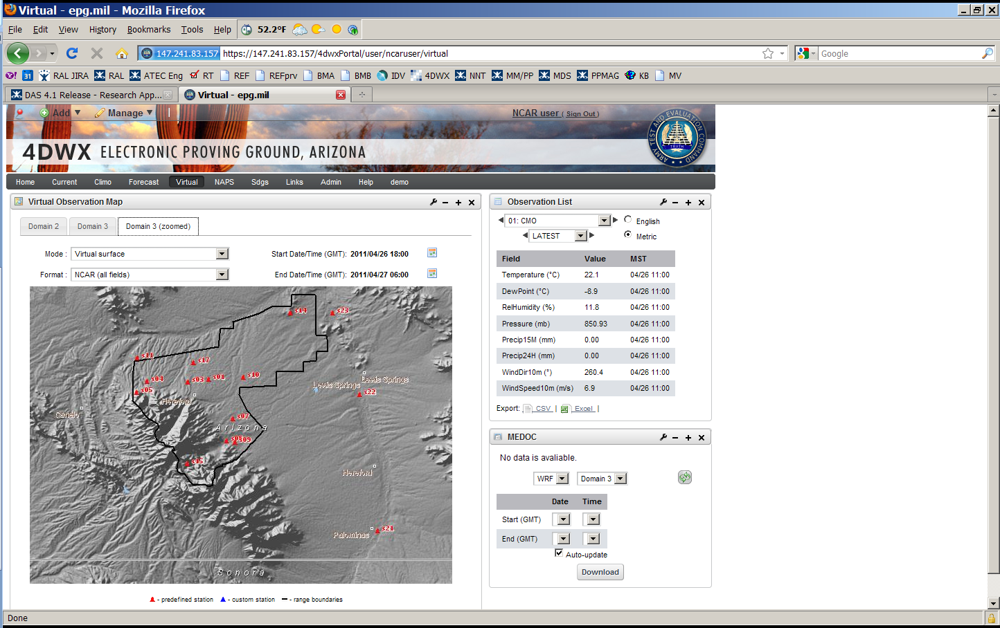 Virtual - epg.mil - Mozilla Firefox
File Edit View History Bookmarks Tools Help 52.2°F
147.241.83.157 https://147.241.83.157/4dwxPortal/user/ncaruser/virtual Google
31 RAL JIRA RAL ATEC Eng RT REF REFprv BMA BMB IDV 4DWX NNT MM/PP MDS PPMAG KB MV
DAS 4.1 Release - Research App... Virtual - epg.mil
Add Manage NCAR user ( Sign Out )
4DWX ELECTRONIC PROVING GROUND, ARIZONA
ARMY TEST AND EVALUATION COMMAND
TRUTH
Home Current Climo Forecast Virtual NAPS Sdgs Links Admin Help demo
Virtual Observation Map
Domain 2 Domain 3 Domain 3 (zoomed)
Mode : Virtual surface Start Date/Time (GMT): 2011/04/26 18:00
Format : NCAR (all fields) End Date/Time (GMT): 2011/04/27 06:00
s14 s23
s11
s17
s04 s03 s01 s10
Lewis Springs Lewis Springs
s05
s22
Hereford
Canelo
s07
Arizona
s08 s09
s15
Hereford
s21
Palominas
Sonora
- predefined station - custom station - range boundaries
Observation List
01: CMO English
LATEST Metric
Field Value MST
Temperature (°C) 22.1 04/26 11:00
DewPoint (°C) -8.9 04/26 11:00
RelHumidity (%) 11.8 04/26 11:00
Pressure (mb) 850.93 04/26 11:00
Precip15M (mm) 0.00 04/26 11:00
Precip24H (mm) 0.00 04/26 11:00
WindDir10m (°) 260.4 04/26 11:00
WindSpeed10m (m/s) 6.9 04/26 11:00
Export: CSV | Excel |
MEDOC
No data is avaliable.
WRF Domain 3
Date Time
Start (GMT)
End (GMT)
Auto-update
Download
Done